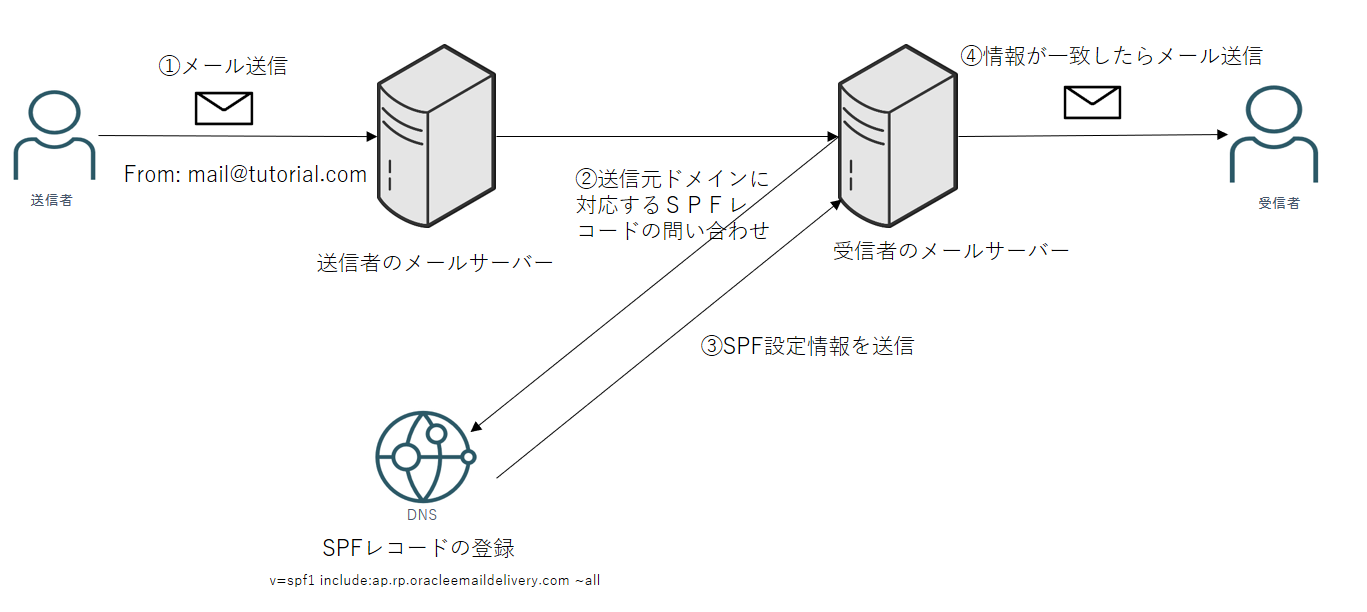 ①メール送信
From: mail@tutorial.com
送信者
送信者のメールサーバー
②送信元ドメインに
対応するＳＰＦレ
コードの問い合わせ
④情報が一致したらメール送信
受信者のメールサーバー
受信者
③SPF設定情報を送信
DNS
SPFレコードの登録
v=spf1 include:ap.rp.oracleemaildelivery.com ~all